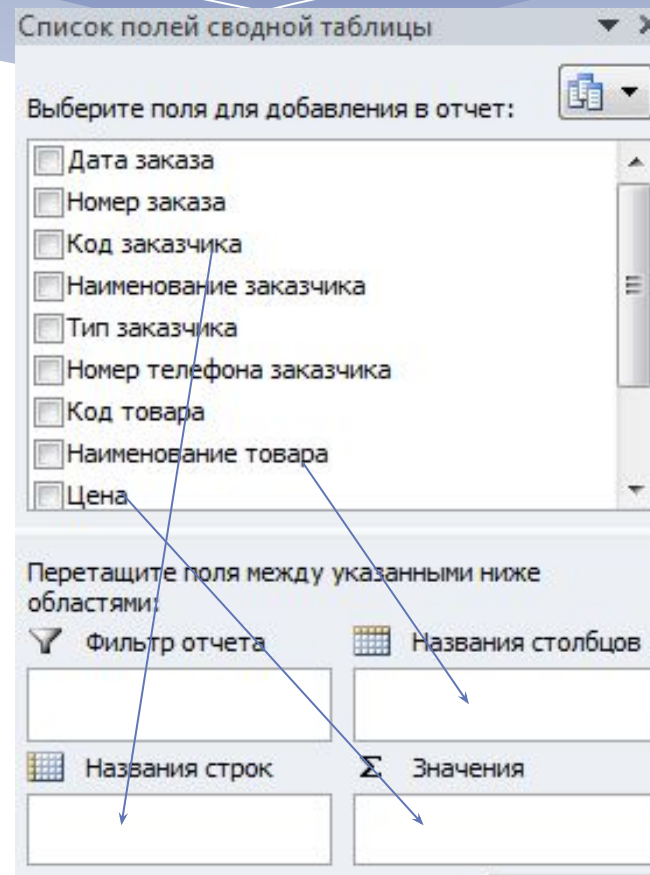 Список полей сводной таблицы
Выберите поля для добавления в отчет:
Дата заказа
Номер заказа
Код заказчика
Наименование заказчика
Тип заказчика
Номер телефона заказчика
Код товара
Наименование товара
Цена
Перетащите поля между указанными ниже
областями:
Фильтр отчета
Названия столбцов
Названия строк
Σ Значения